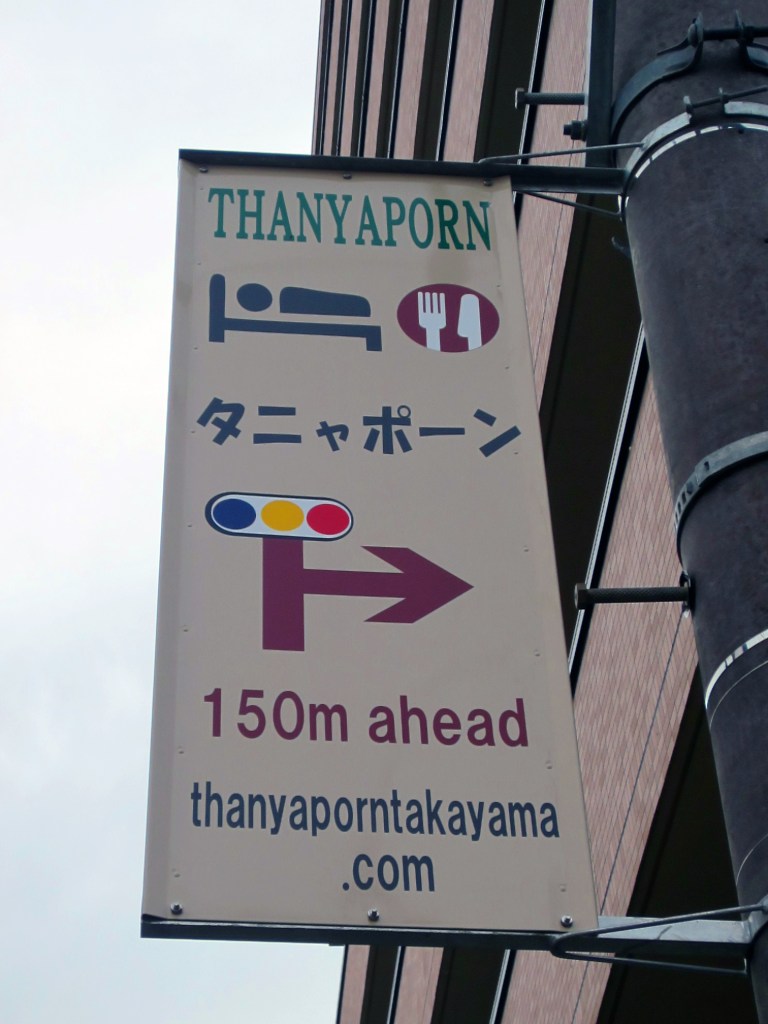 THANYAPORN
タニャポーン
150m ahead
thanyaporntakayama
.com